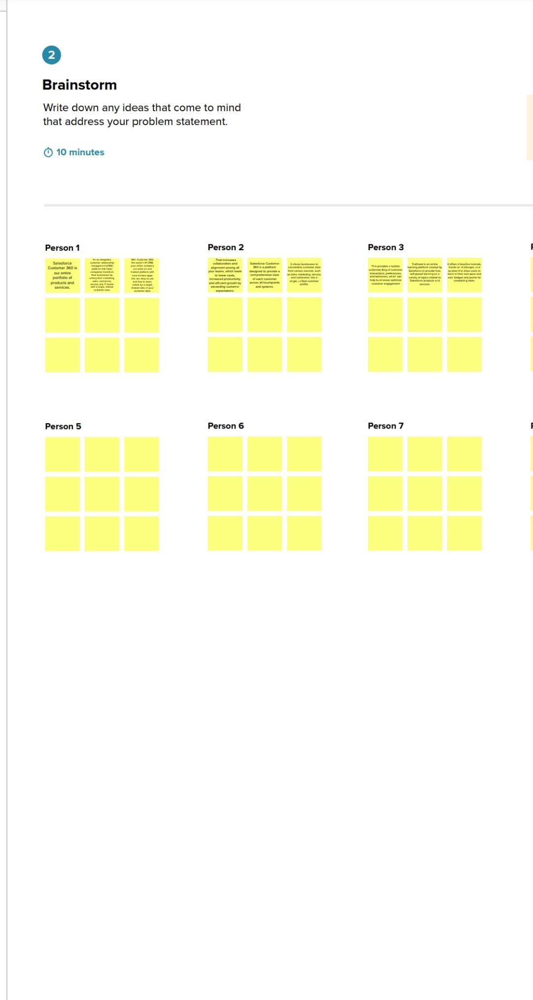 2
Brainstorm
Write down any ideas that come to mind
that address your problem statement.
10 minutes
Person 1
Salesforce
Customer 360 is
our entire
portfolio of
products and
services.
It's an integrated
customer relationship
management (CRM)
platform that helps
companies transform
their businesses by
uniting their marketing,
sales, commerce,
service, and IT teams
with a single, shared
customer view.
With Customer 360,
the world's #1 CRM,
your entire company
can work on one
trusted platform with
best-in-class apps
that are easy to use
and free to learn,
united by a single,
shared view of your
customer data.
Person 2
. That increases
collaboration and
alignment among all
your teams, which leads
to lower costs,
increased productivity,
and efficient growth by
exceeding customer
expectations.
Salesforce Customer
360 is a platform
designed to provide a
comprehensive view
of each customer
across all touchpoints
and systems.
It allows businesses to
consolidate customer data
from various sources, such
as sales, marketing, service,
and commerce, into a
single, unified customer
profile.
Person 3
This provides a holistic
understanding of customer
interactions, preferences,
and behaviors, which can
help businesses optimize
customer engagement
Trailhead is an online
learning platform created by
Salesforce to provide free,
self-paced learning on a
variety of topics related to
Salesforce products and
services.
It offers interactive tutorials,
hands-on challenges, and
quizzes that allow users to
learn at their own pace and
earn badges and points for
completing tasks.
Person 5
Person 6
Person 7